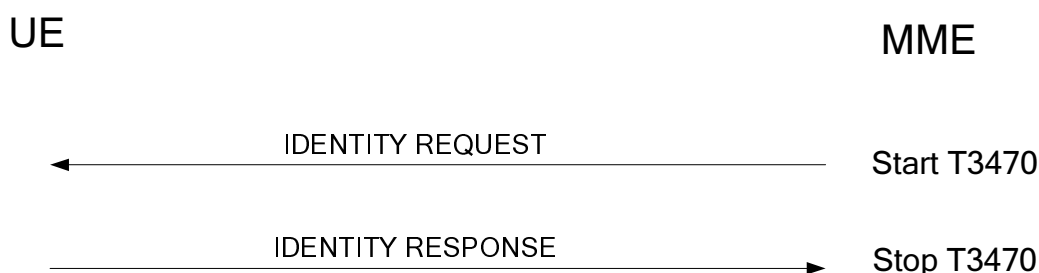 UE
MME
IDENTITY REQUEST
Start T3470
IDENTITY RESPONSE
Stop T3470